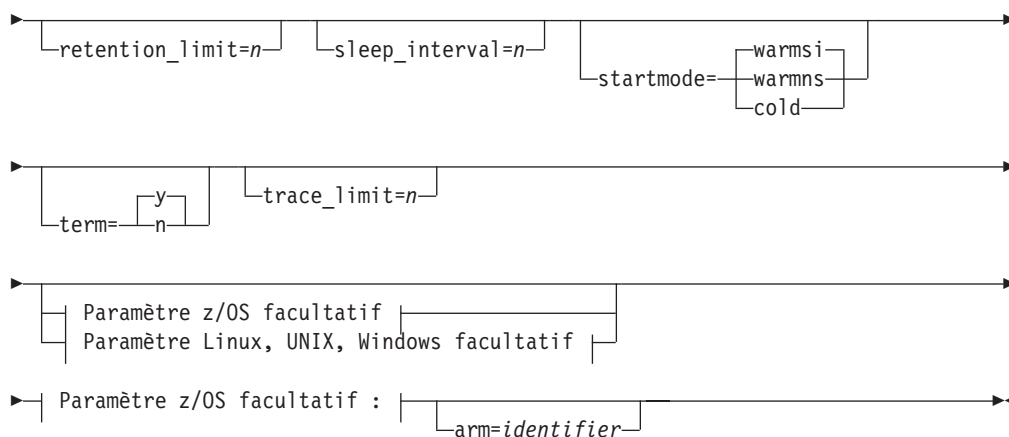 retention_limit=n
sleep_interval=n
startmode=
warmsi
warmns
cold
term=
y
n
trace_limit=n
Paramètre z/OS facultatif
Paramètre Linux, UNIX, Windows facultatif
Paramètre z/OS facultatif :
arm=identifier